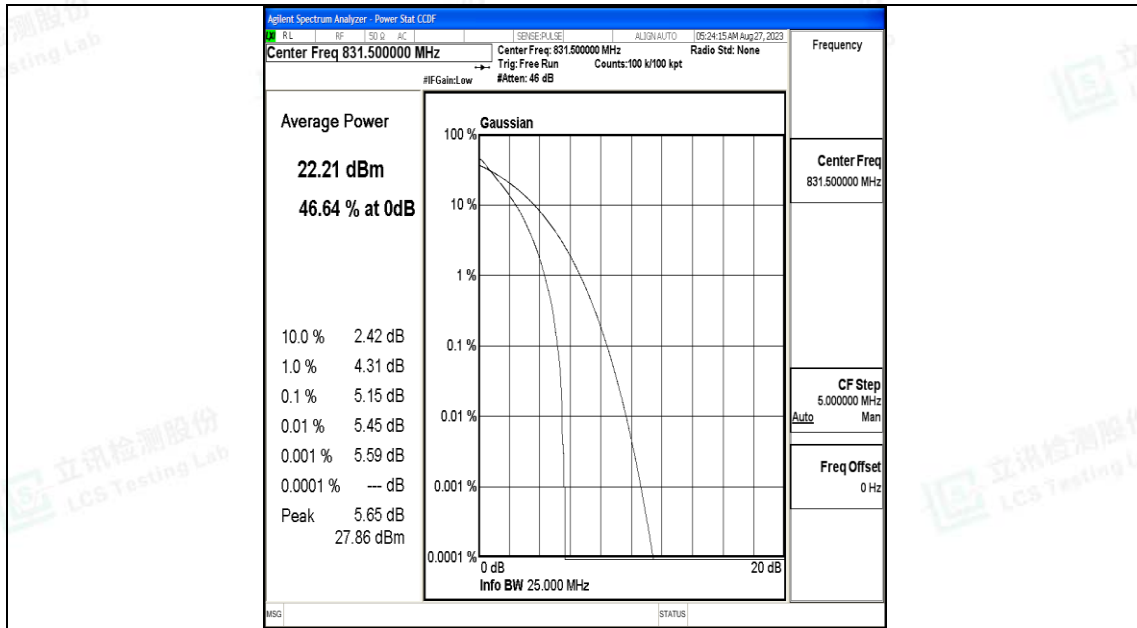 Agilent Spectrum Analyzer - Power Stat CCDF
RL RF 50 Ω AC SENSE:PULSE ALIGN AUTO 05:24:15 AM Aug 27, 2023
Center Freq 831.500000 MHz
Center Freq: 831.500000 MHz Radio Std: None
Trig: Free Run Counts:100 k/100 kpt
#IFGain:Low #Atten: 46 dB
Frequency
Average Power
22.21 dBm
46.64 % at 0dB
10.0 % 2.42 dB
1.0 % 4.31 dB
0.1 % 5.15 dB
0.01 % 5.45 dB
0.001 % 5.59 dB
0.0001 % --- dB
Peak 5.65 dB
27.86 dBm
Gaussian
100 %
10 %
1 %
0.1 %
0.01 %
0.001 %
0.0001 %
0 dB 20 dB
Info BW 25.000 MHz
Center Freq
831.500000 MHz
CF Step
5.000000 MHz
Auto Man
Freq Offset
0 Hz
MSG STATUS
立讯检测股份
LCS Testing Lab
立讯检测股份